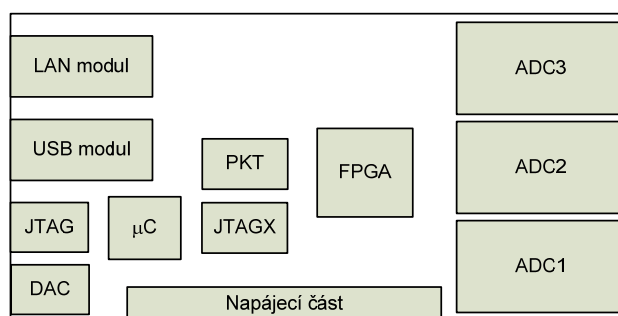 LAN modul
ADC3
USB modul
PKT
FPGA
ADC2
JTAG
μC
JTAGX
DAC
ADC1
Napájecí část